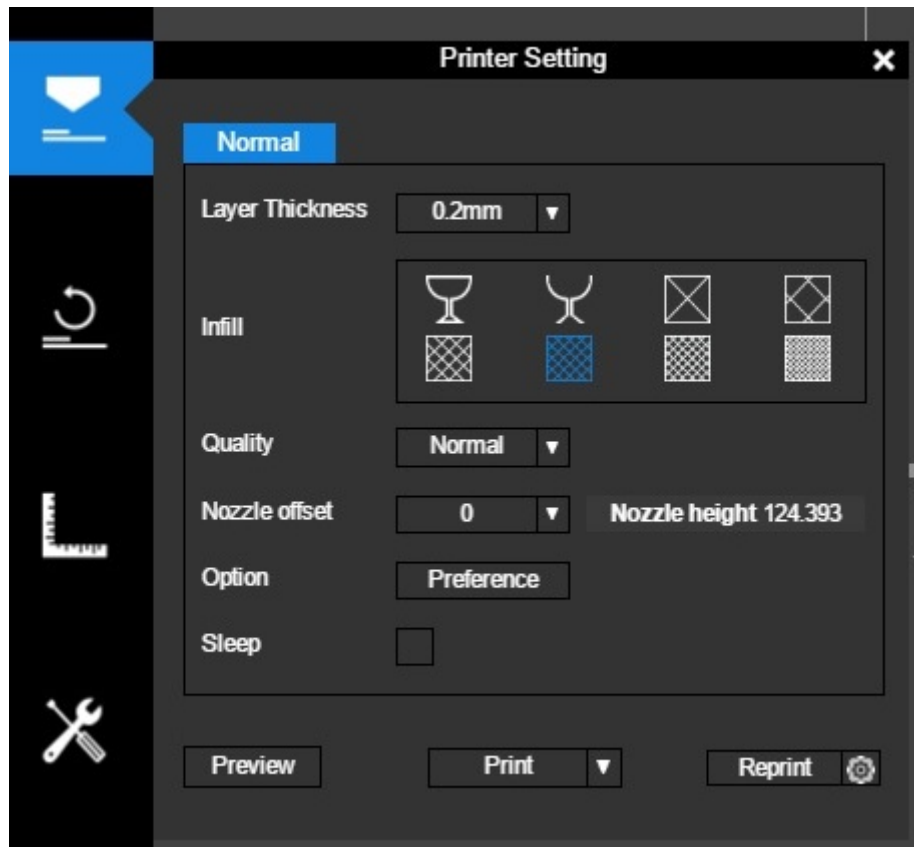 Printer Setting
Normal
Layer Thickness 0.2mm
Infill
Quality Normal
Nozzle offset 0 Nozzle height 124.393
Option Preference
Sleep
Preview Print Reprint